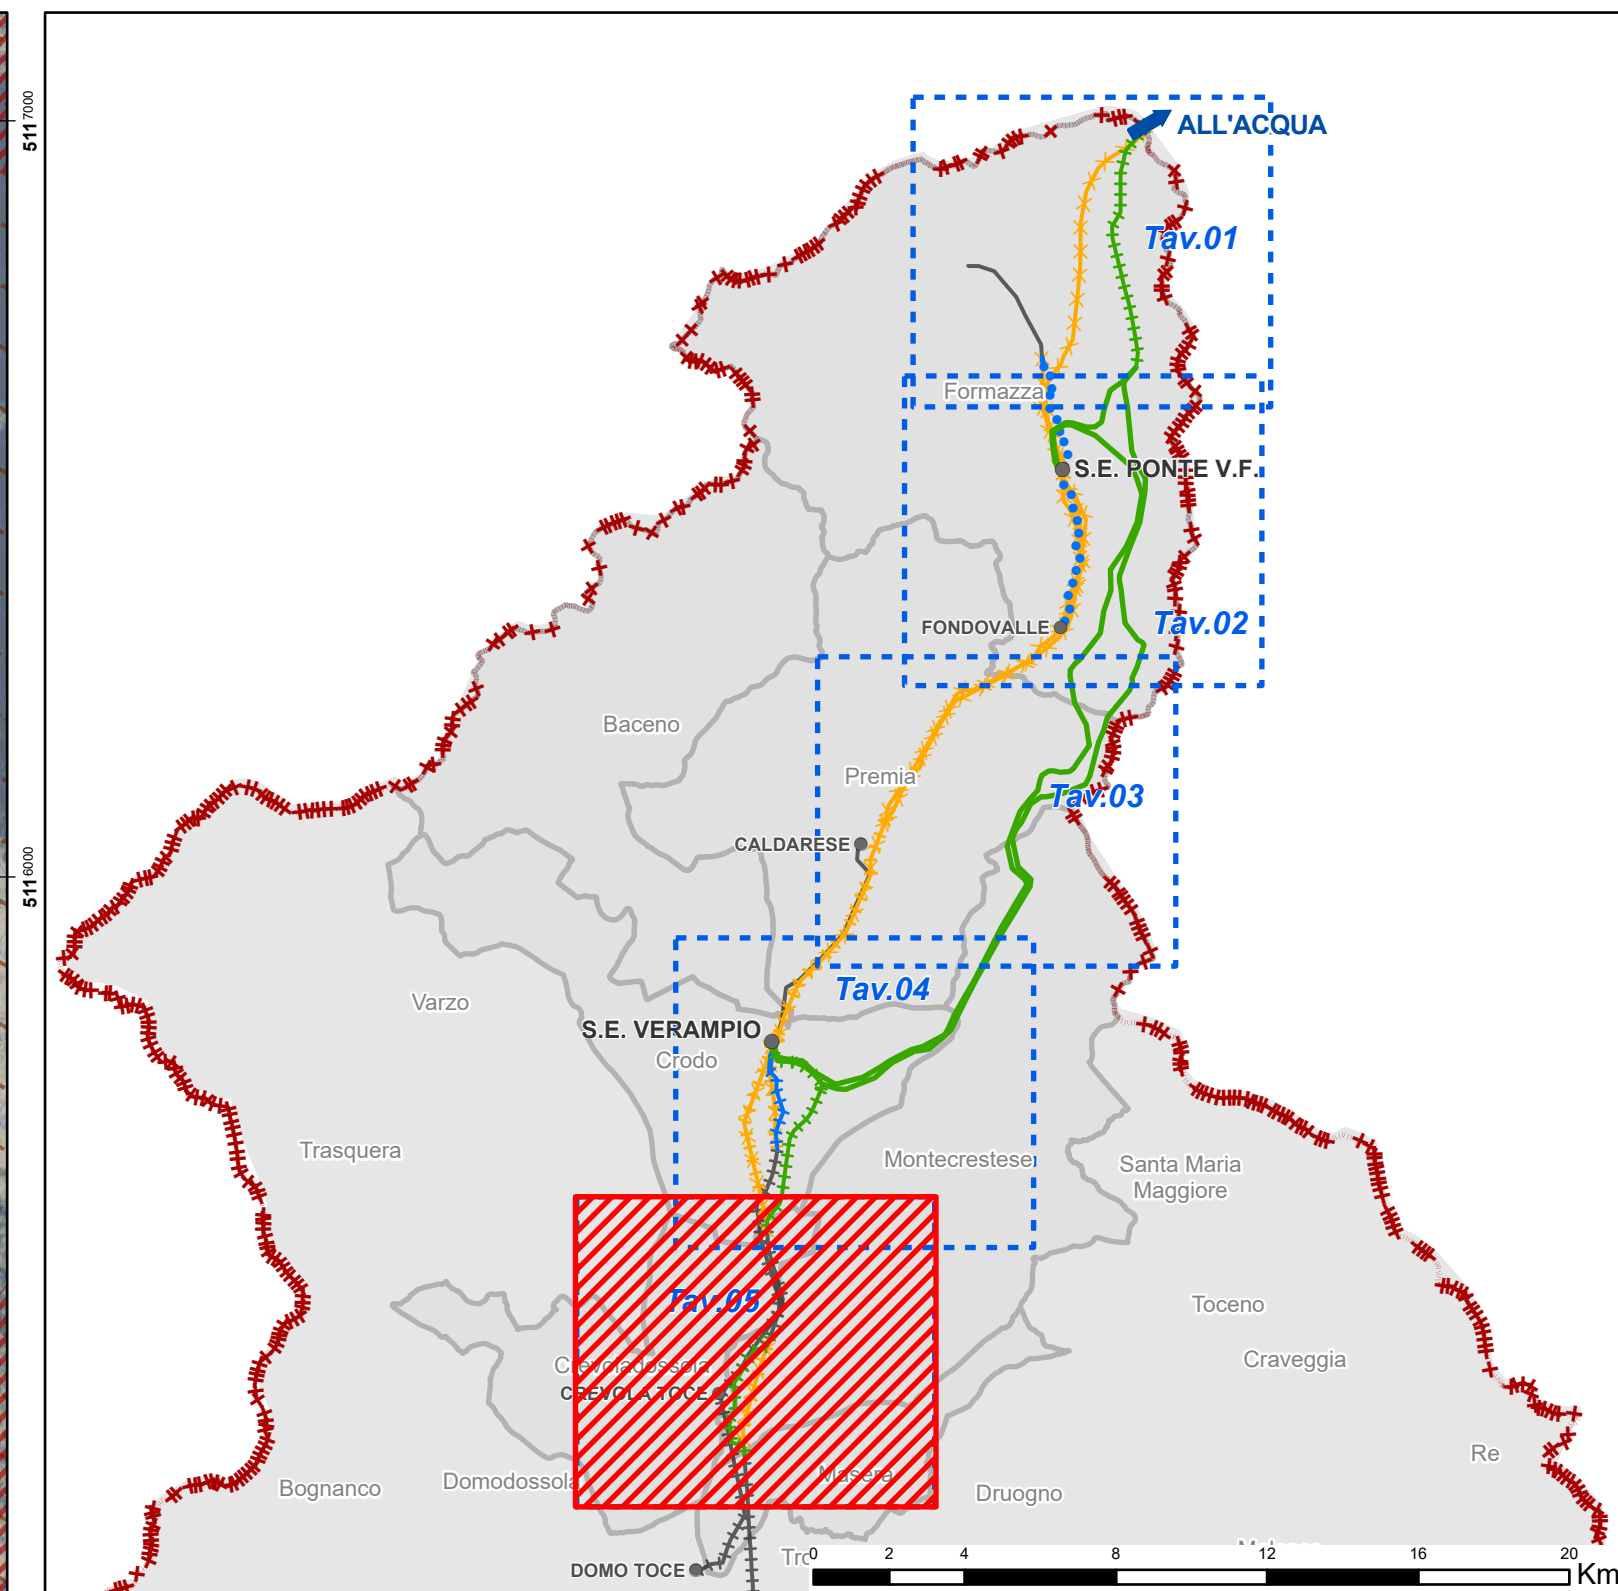 5117000
ALL'ACQUA
Tav.01
Formazza
S.E. PONTE V.F.
FONDOVALLE
Tav.02
Baceno
Premia
Tav.03
CALDARESE
5116000
Tav.04
Varzo
S.E. VERAMPIO
Crodo
Trasquera
Montecrestese
Santa Maria
Maggiore
Tav.05
Toceno
Crevoladossola
Craveggia
CREVOLA TOCE
Re
Masera
Domodossola
Bognanco
Druogno
0 2 4 8 12 16 20
Km
DOMO TOCE